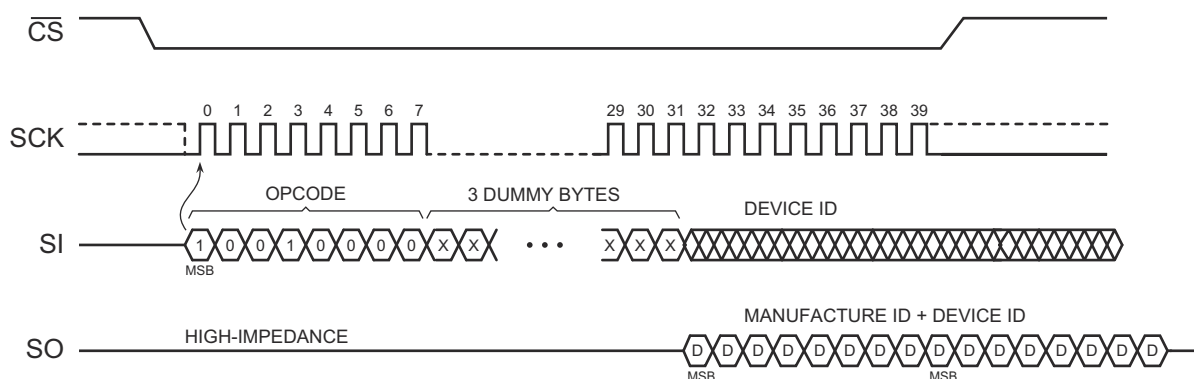 CS
0 1 2 3 4 5 6 7 29 30 31 32 33 34 35 36 37 38 39
SCK
OPCODE 3 DUMMY BYTES DEVICE ID
SI 1 0 0 1 0 0 0 0 X X • • • X X X
MSB
MANUFACTURE ID + DEVICE ID
HIGH-IMPEDANCE
SO D D D D D D D D D D D D D D D D
MSB MSB